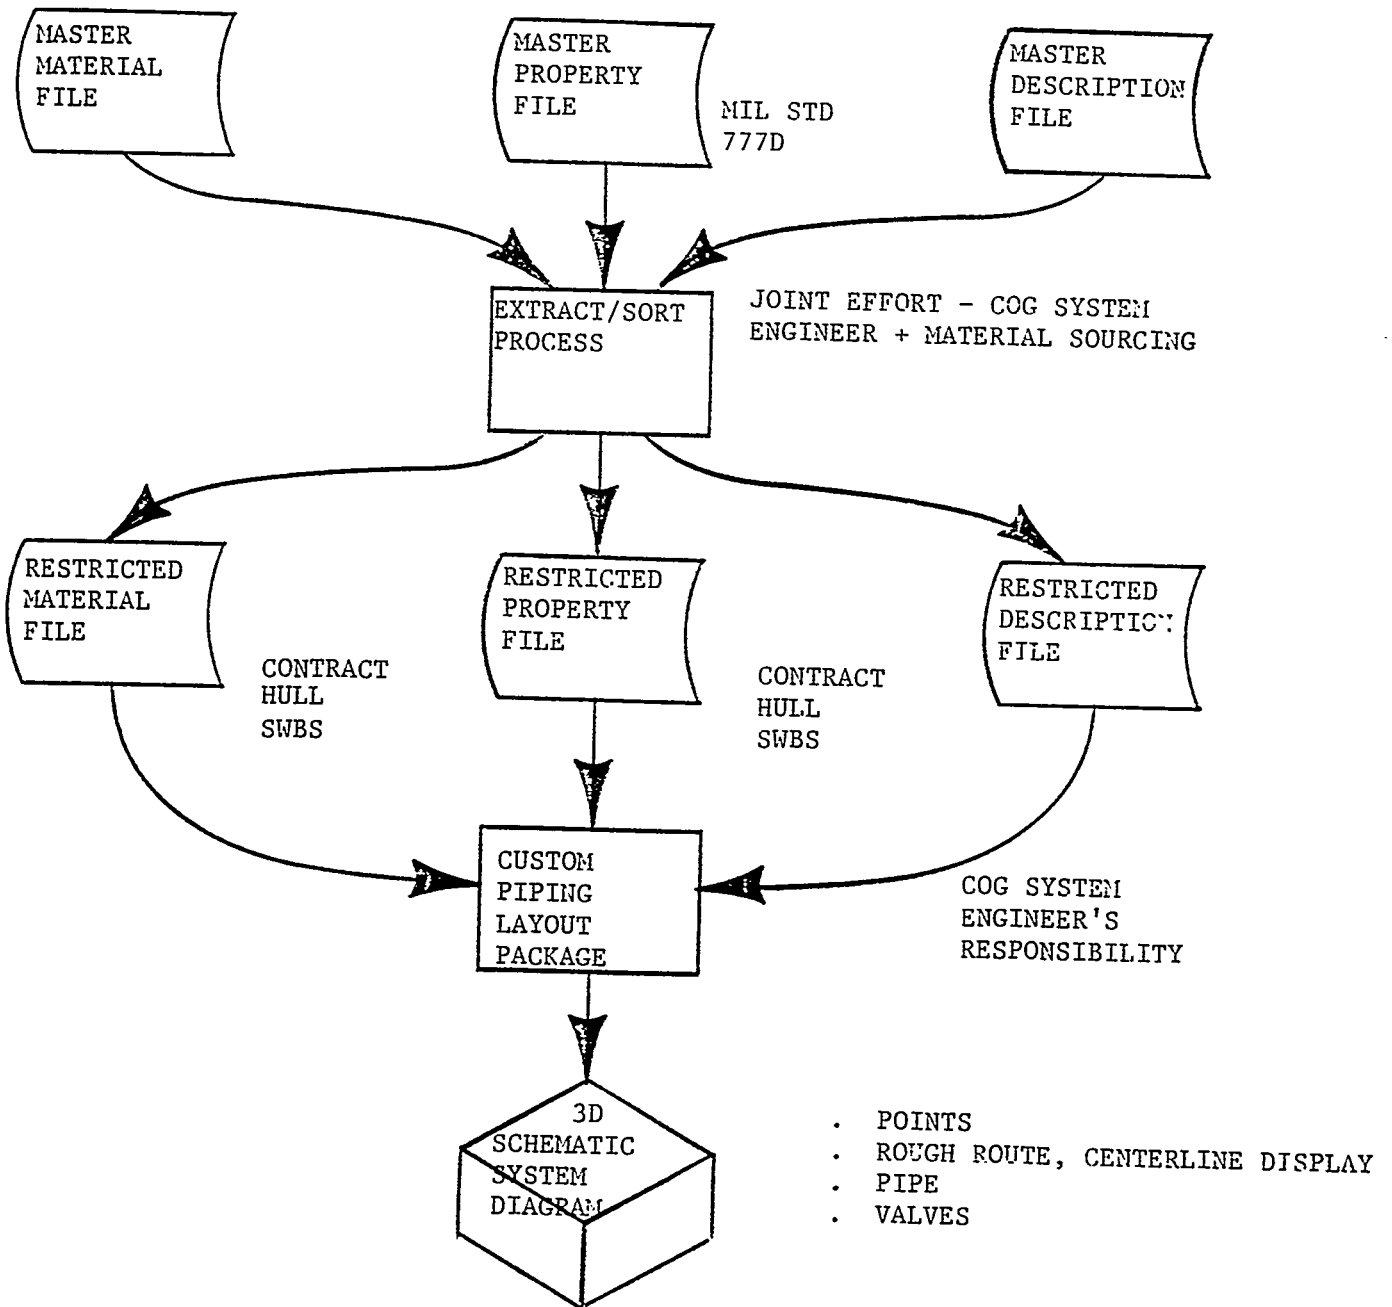 MASTER
MATERIAL
FILE
MASTER
PROPERTY
FILE
MIL STD
777D
MASTER
DESCRIPTION
FILE
EXTRACT/SORT
PROCESS
JOINT EFFORT - COG SYSTEM
ENGINEER + MATERIAL SOURCING
RESTRICTED
MATERIAL
FILE
CONTRACT
HULL
SWBS
RESTRICTED
PROPERTY
FILE
CONTRACT
HULL
SWBS
RESTRICTED
DESCRIPTION
FILE
CUSTOM
PIPING
LAYOUT
PACKAGE
COG SYSTEM
ENGINEER'S
RESPONSIBILITY
3D
SCHEMATIC
SYSTEM
DIAGRAM
. POINTS
. ROUGH ROUTE, CENTERLINE DISPLAY
. PIPE
. VALVES